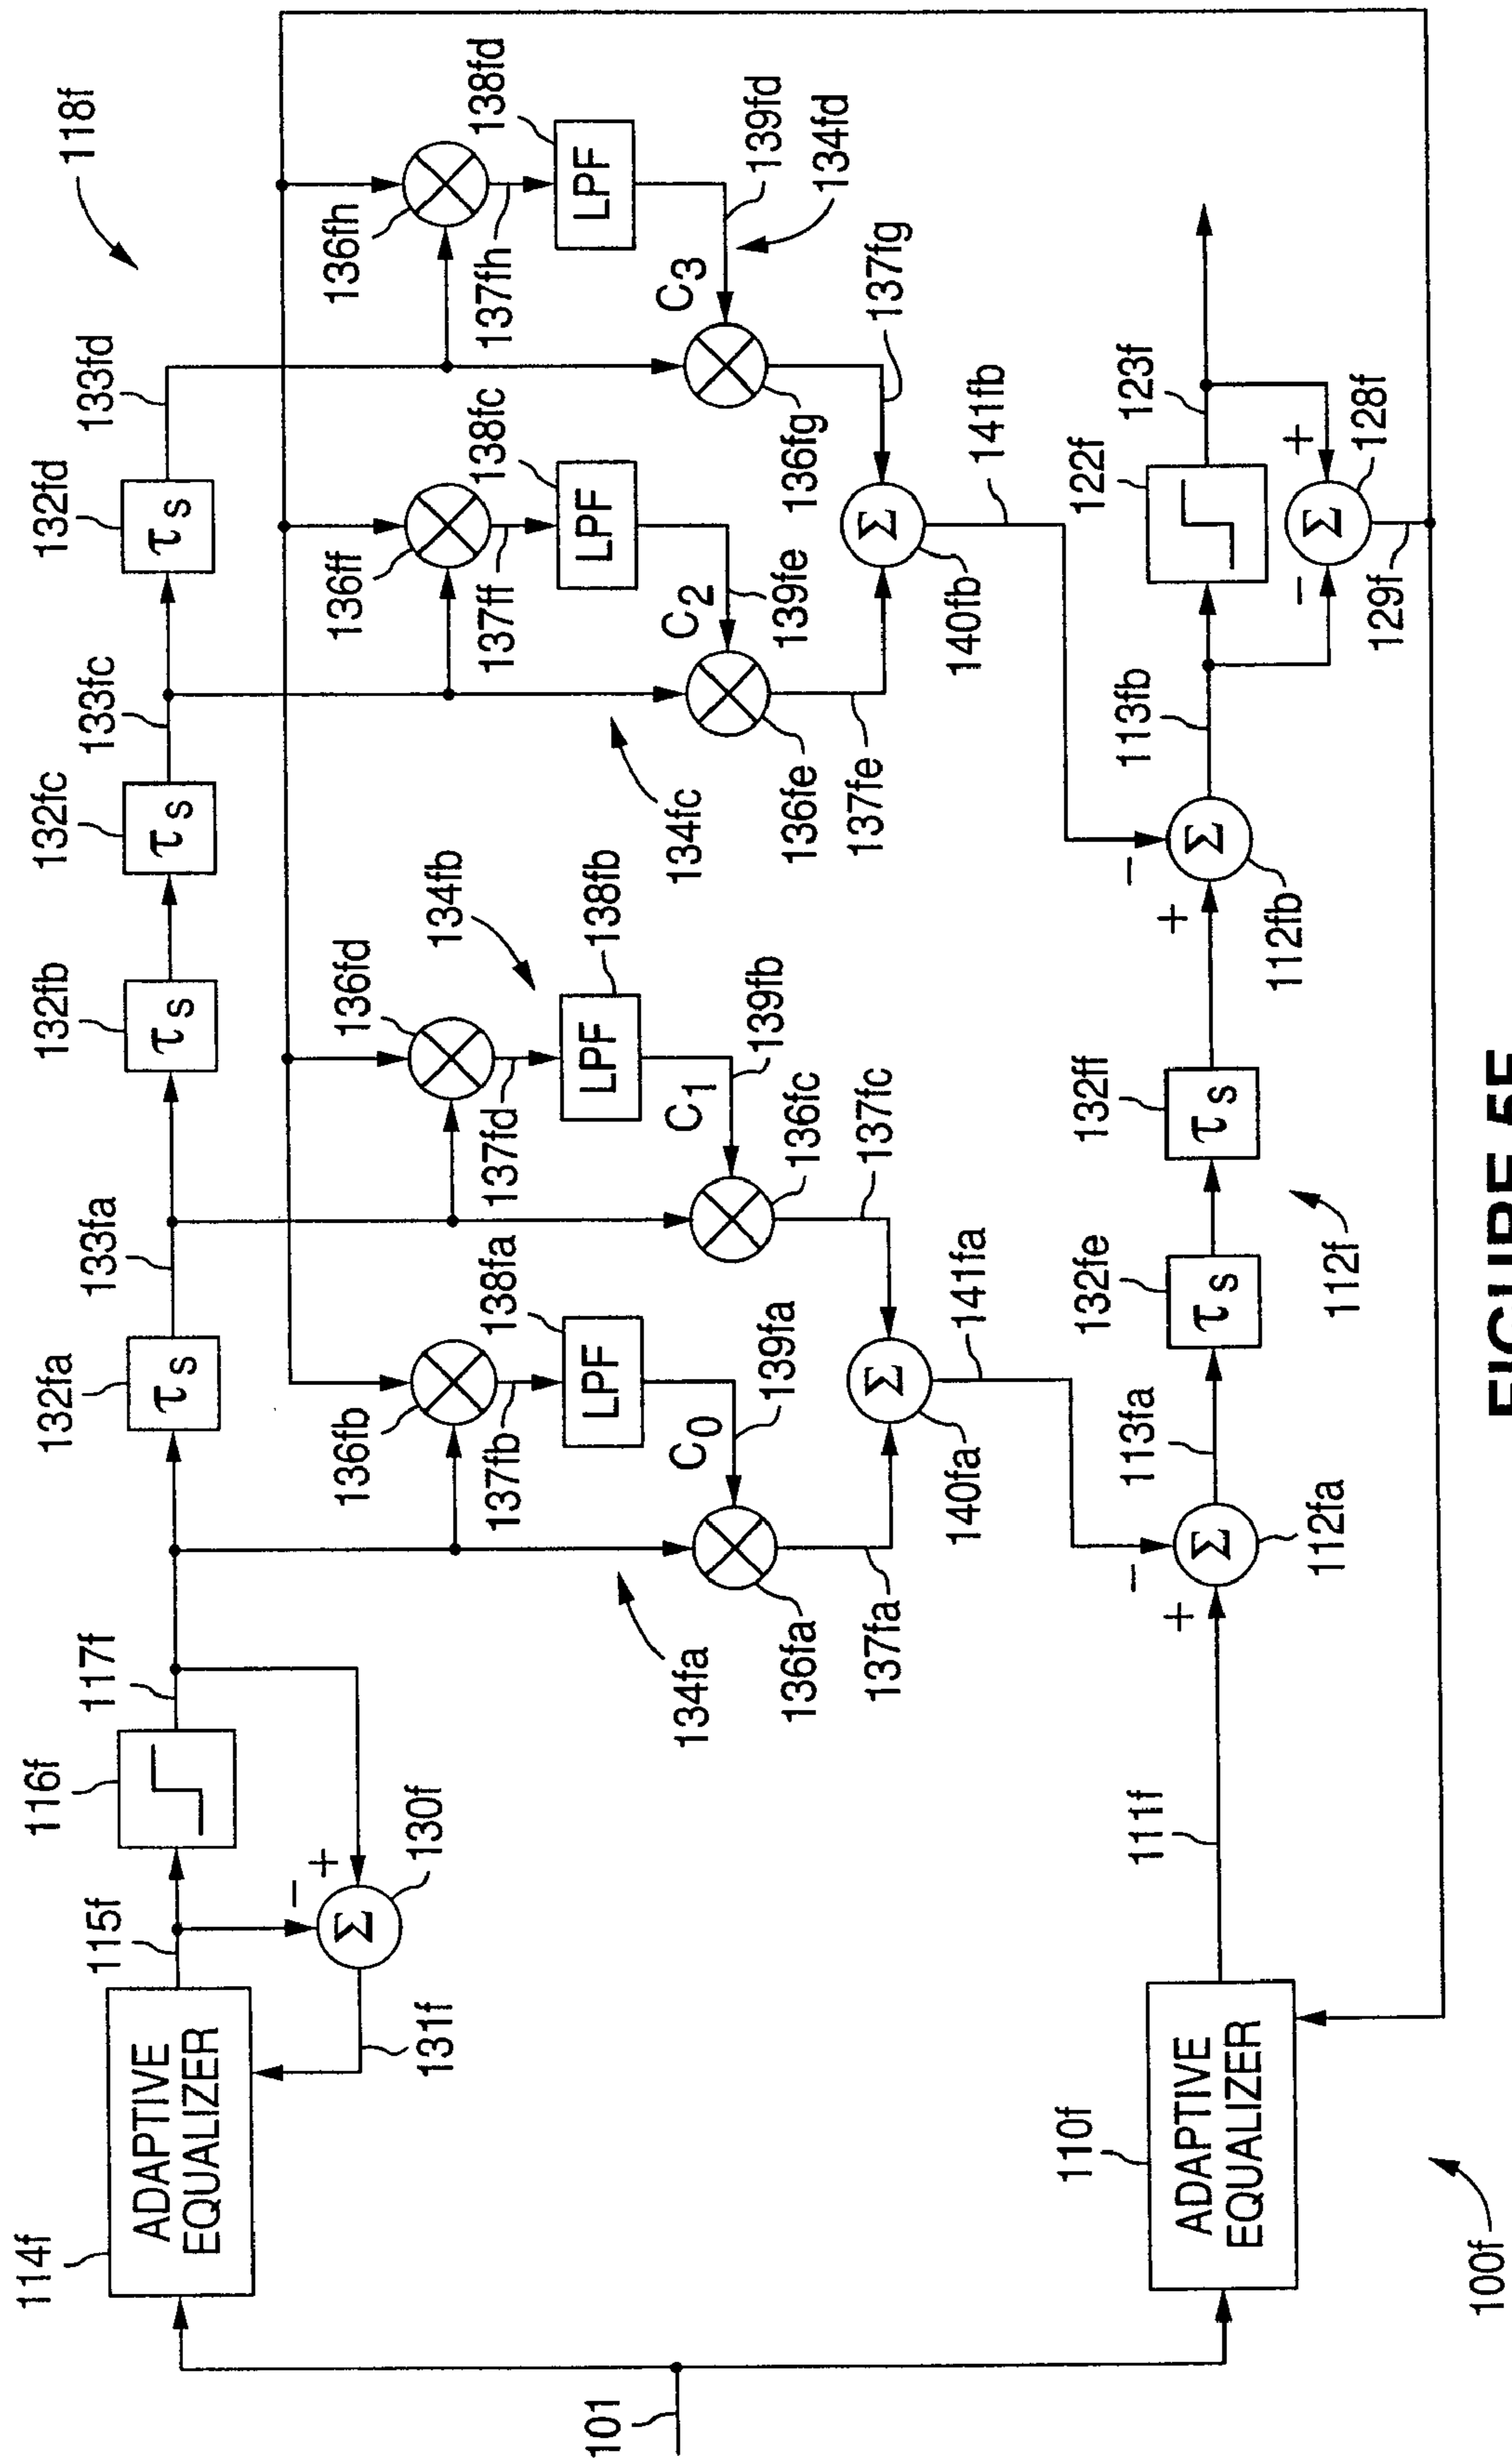 114f
116f
132fa
132fb
132fc
132fd
118f
115f
117f
133fa
133fc
133fd
ADAPTIVE
EQUALIZER
τs
τs
τs
τs
−
+
Σ
130f
131f
136fb
136fd
136ff
136fh
137fb
138fa
137fd
138fb
137ff
138fc
137fh
138fd
134fb
LPF
LPF
LPF
LPF
101
134fa
C0
139fa
C1
139fb
134fc
C2
139fe
C3
139fd
134fd
136fa
136fc
136fe
136fg
137fa
137fc
137fe
137fg
Σ
Σ
140fa
141fa
140fb
141fb
110f
111f
113fa
132fe
132ff
113fb
122f
123f
ADAPTIVE
EQUALIZER
+
−
Σ
τs
τs
+
−
Σ
112fa
112f
112fb
−
+
Σ
128f
129f
100f
FIGURE 5F